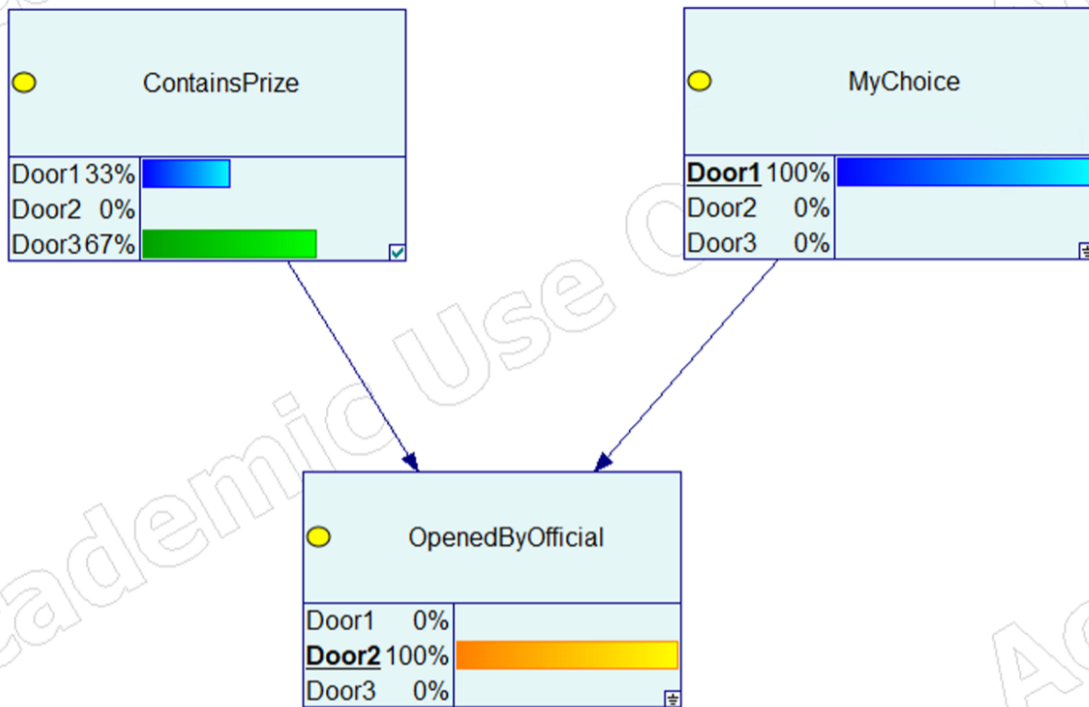 ContainsPrize
Door1 33%
Door2 0%
Door3 67%
MyChoice
Door1 100%
Door2 0%
Door3 0%
OpenedByOfficial
Door1 0%
Door2 100%
Door3 0%
ademic Use O
A